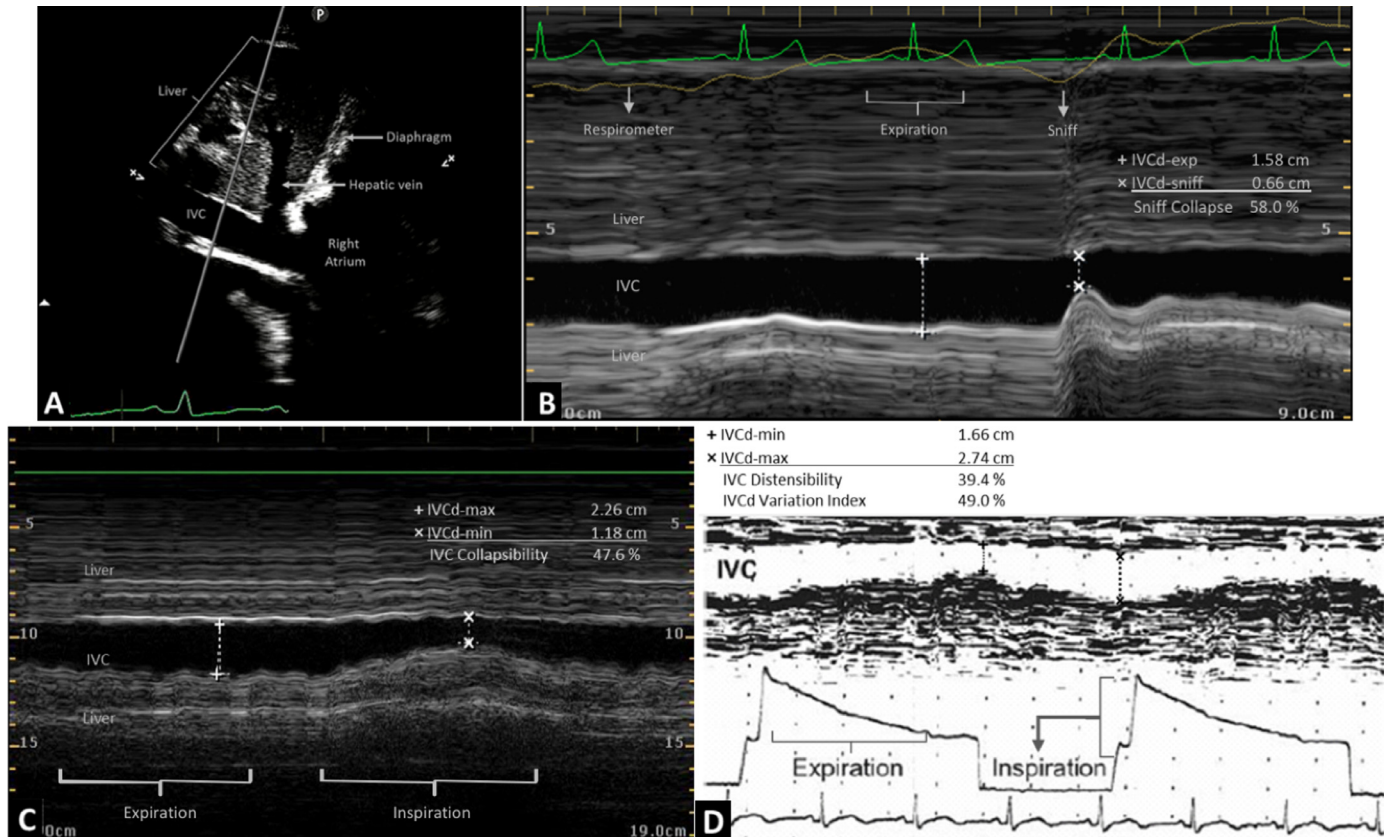 P
Liver
Diaphragm
Hepatic vein
IVC
Right
Atrium
x
x
A
Respirometer
Expiration
Sniff
+ IVCd-exp 1.58 cm
× IVCd-sniff 0.66 cm
Sniff Collapse 58.0 %
Liver
5
5
IVC
Liver
B
0cm
9.0cm
+ IVCd-max 2.26 cm
× IVCd-min 1.18 cm
IVC Collapsibility 47.6 %
5
5
Liver
10
10
IVC
Liver
15
15
Expiration
Inspiration
C
0cm
19.0cm
+ IVCd-min 1.66 cm
× IVCd-max 2.74 cm
IVC Distensibility 39.4 %
IVCd Variation Index 49.0 %
IVC
Expiration
Inspiration
D